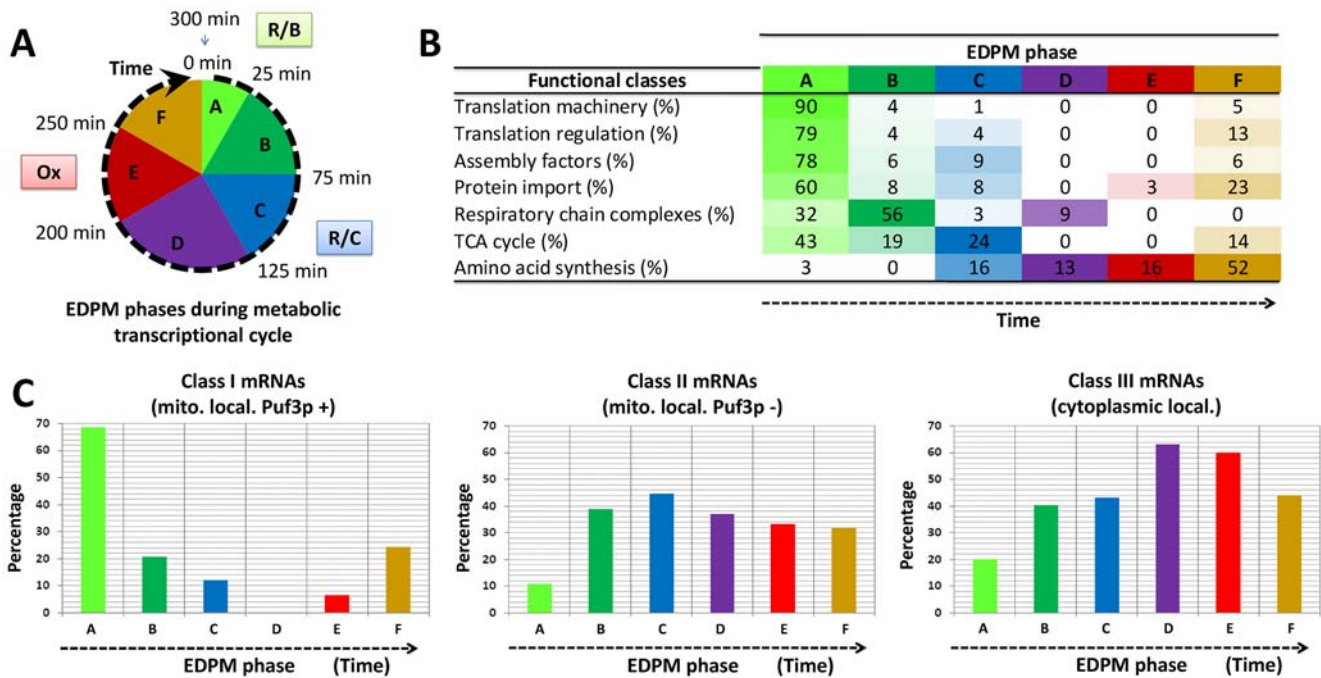 A
300 min
R/B
0 min
Time
25 min
A
F
250 min
B
Ox
E
75 min
C
200 min
D
R/C
125 min
EDPM phases during metabolic
transcriptional cycle
B
EDPM phase
Functional classes A B C D E F
Translation machinery (%) 90 4 1 0 0 5
Translation regulation (%) 79 4 4 0 0 13
Assembly factors (%) 78 6 9 0 0 6
Protein import (%) 60 8 8 0 3 23
Respiratory chain complexes (%) 32 56 3 9 0 0
TCA cycle (%) 43 19 24 0 0 14
Amino acid synthesis (%) 3 0 16 13 16 52
Time
C
Class I mRNAs
(mito. local. Puf3p +)
Percentage
70
60
50
40
30
20
10
0
A B C D E F
EDPM phase (Time)
Class II mRNAs
(mito. local. Puf3p -)
Percentage
70
60
50
40
30
20
10
0
A B C D E F
EDPM phase (Time)
Class III mRNAs
(cytoplasmic local.)
Percentage
70
60
50
40
30
20
10
0
A B C D E F
EDPM phase (Time)